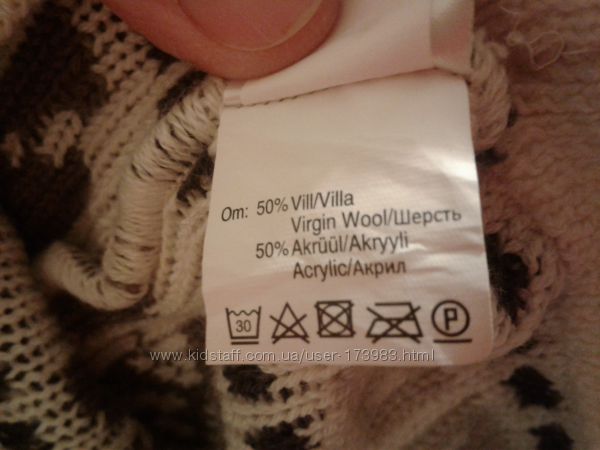 От: 50% Vill/Villa
Virgin Wool/Шерсть
50% Akrüül/Akryyli
Acrylic/Акрил
30 P
www.kidstaff.com.ua/user-173983.html